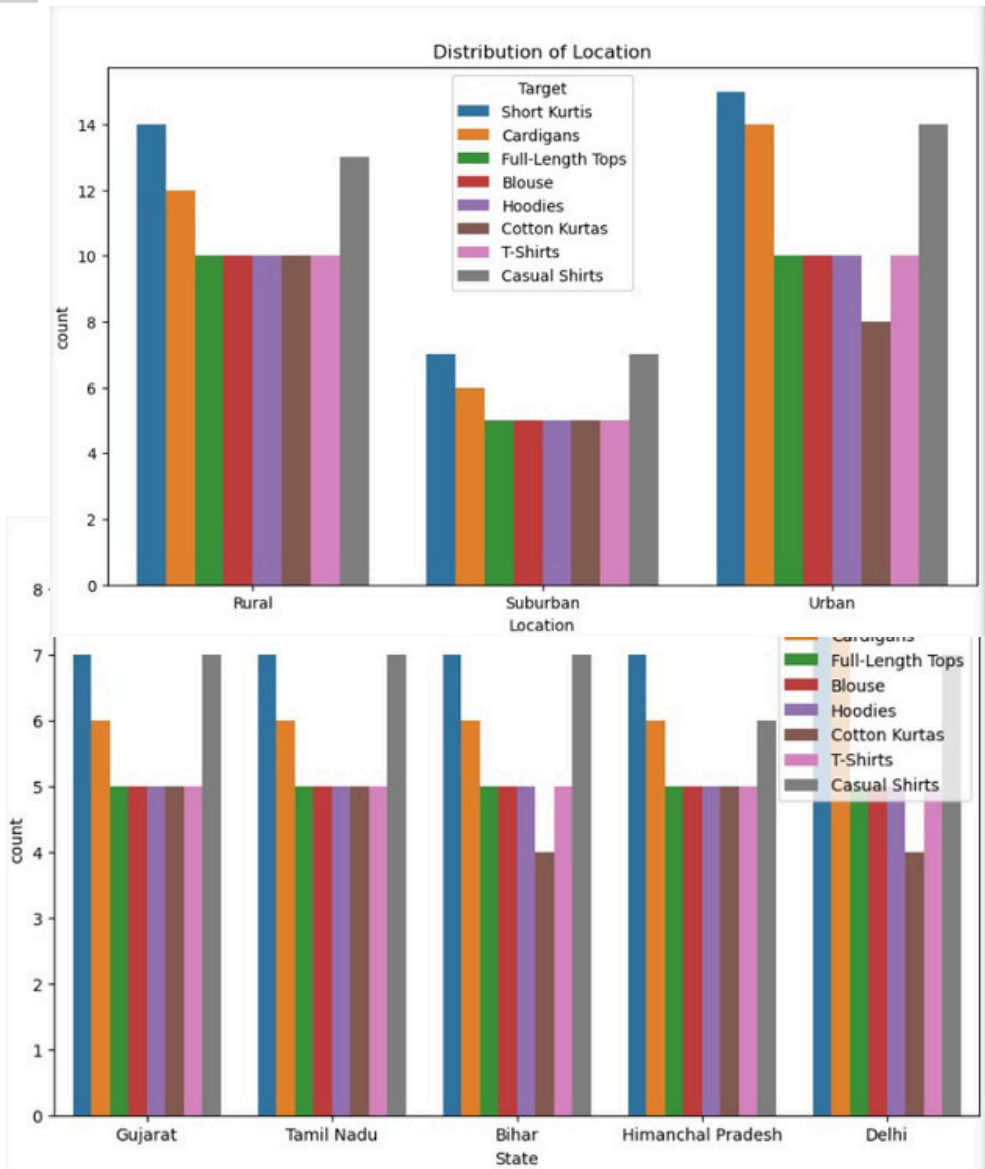 Distribution of Location
Target
Short Kurtis
Cardigans
Full-Length Tops
Blouse
Hoodies
Cotton Kurtas
T-Shirts
Casual Shirts
14
12
10
8
6
4
2
0
count
Rural Suburban Urban
Location
8
7
6
5
4
3
2
1
0
count
Cardigans
Full-Length Tops
Blouse
Hoodies
Cotton Kurtas
T-Shirts
Casual Shirts
Gujarat Tamil Nadu Bihar Himanchal Pradesh Delhi
State